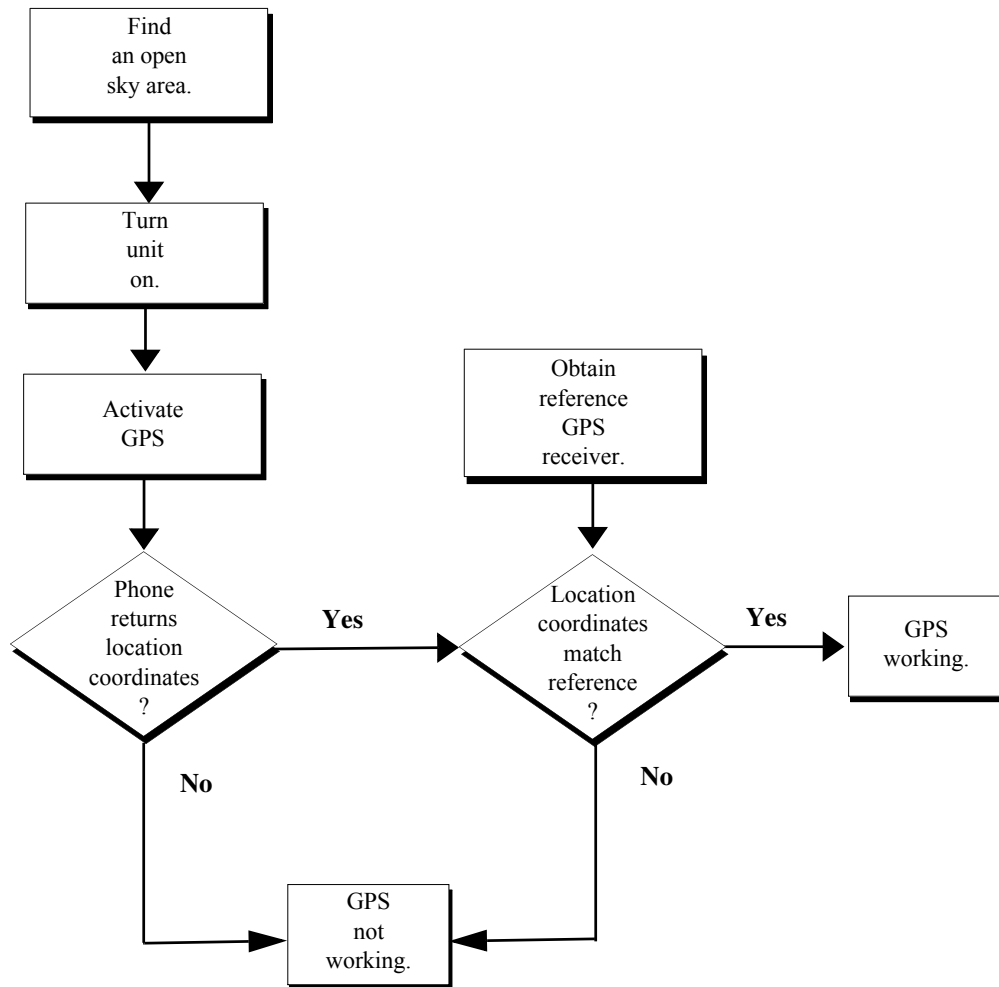 Find
an open
sky area.
Turn
unit
on.
Activate
GPS
Obtain
reference
GPS
receiver.
Phone
returns
location
coordinates
?
Yes
Location
coordinates
match
reference
?
Yes
GPS
working.
No
No
GPS
not
working.